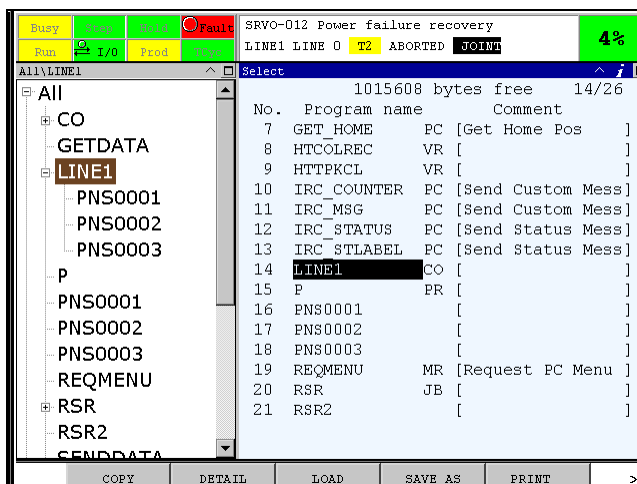 Busy Step Hold Fault
Run I/O Prod TCyc
SRVO-012 Power failure recovery
LINE1 LINE 0 T2 ABORTED JOINT
4%
All\LINE1
Select
1015608 bytes free 14/26
No. Program name Comment
7 GET_HOME PC [Get Home Pos ]
8 HTCOLREC VR [ ]
9 HTTPKCL VR [ ]
10 IRC_COUNTER PC [Send Custom Mess]
11 IRC_MSG PC [Send Custom Mess]
12 IRC_STATUS PC [Send Status Mess]
13 IRC_STLABEL PC [Send Status Mess]
14 LINE1 CO [ ]
15 P PR [ ]
16 PNS0001 [ ]
17 PNS0002 [ ]
18 PNS0003 [ ]
19 REQMENU MR [Request PC Menu ]
20 RSR JB [ ]
21 RSR2 [ ]
All
CO
GETDATA
LINE1
PNS0001
PNS0002
PNS0003
P
PNS0001
PNS0002
PNS0003
REQMENU
RSR
RSR2
SENDDATA
COPY DETAIL LOAD SAVE AS PRINT >